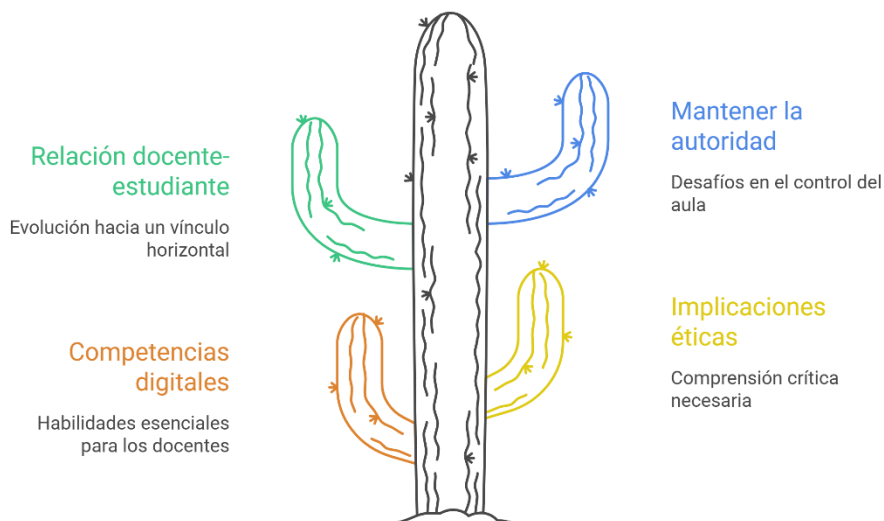 Relación docente-
estudiante
Evolución hacia un vínculo
horizontal
Mantener la
autoridad
Desafíos en el control del
aula
Competencias
digitales
Habilidades esenciales
para los docentes
Implicaciones
éticas
Comprensión crítica
necesaria